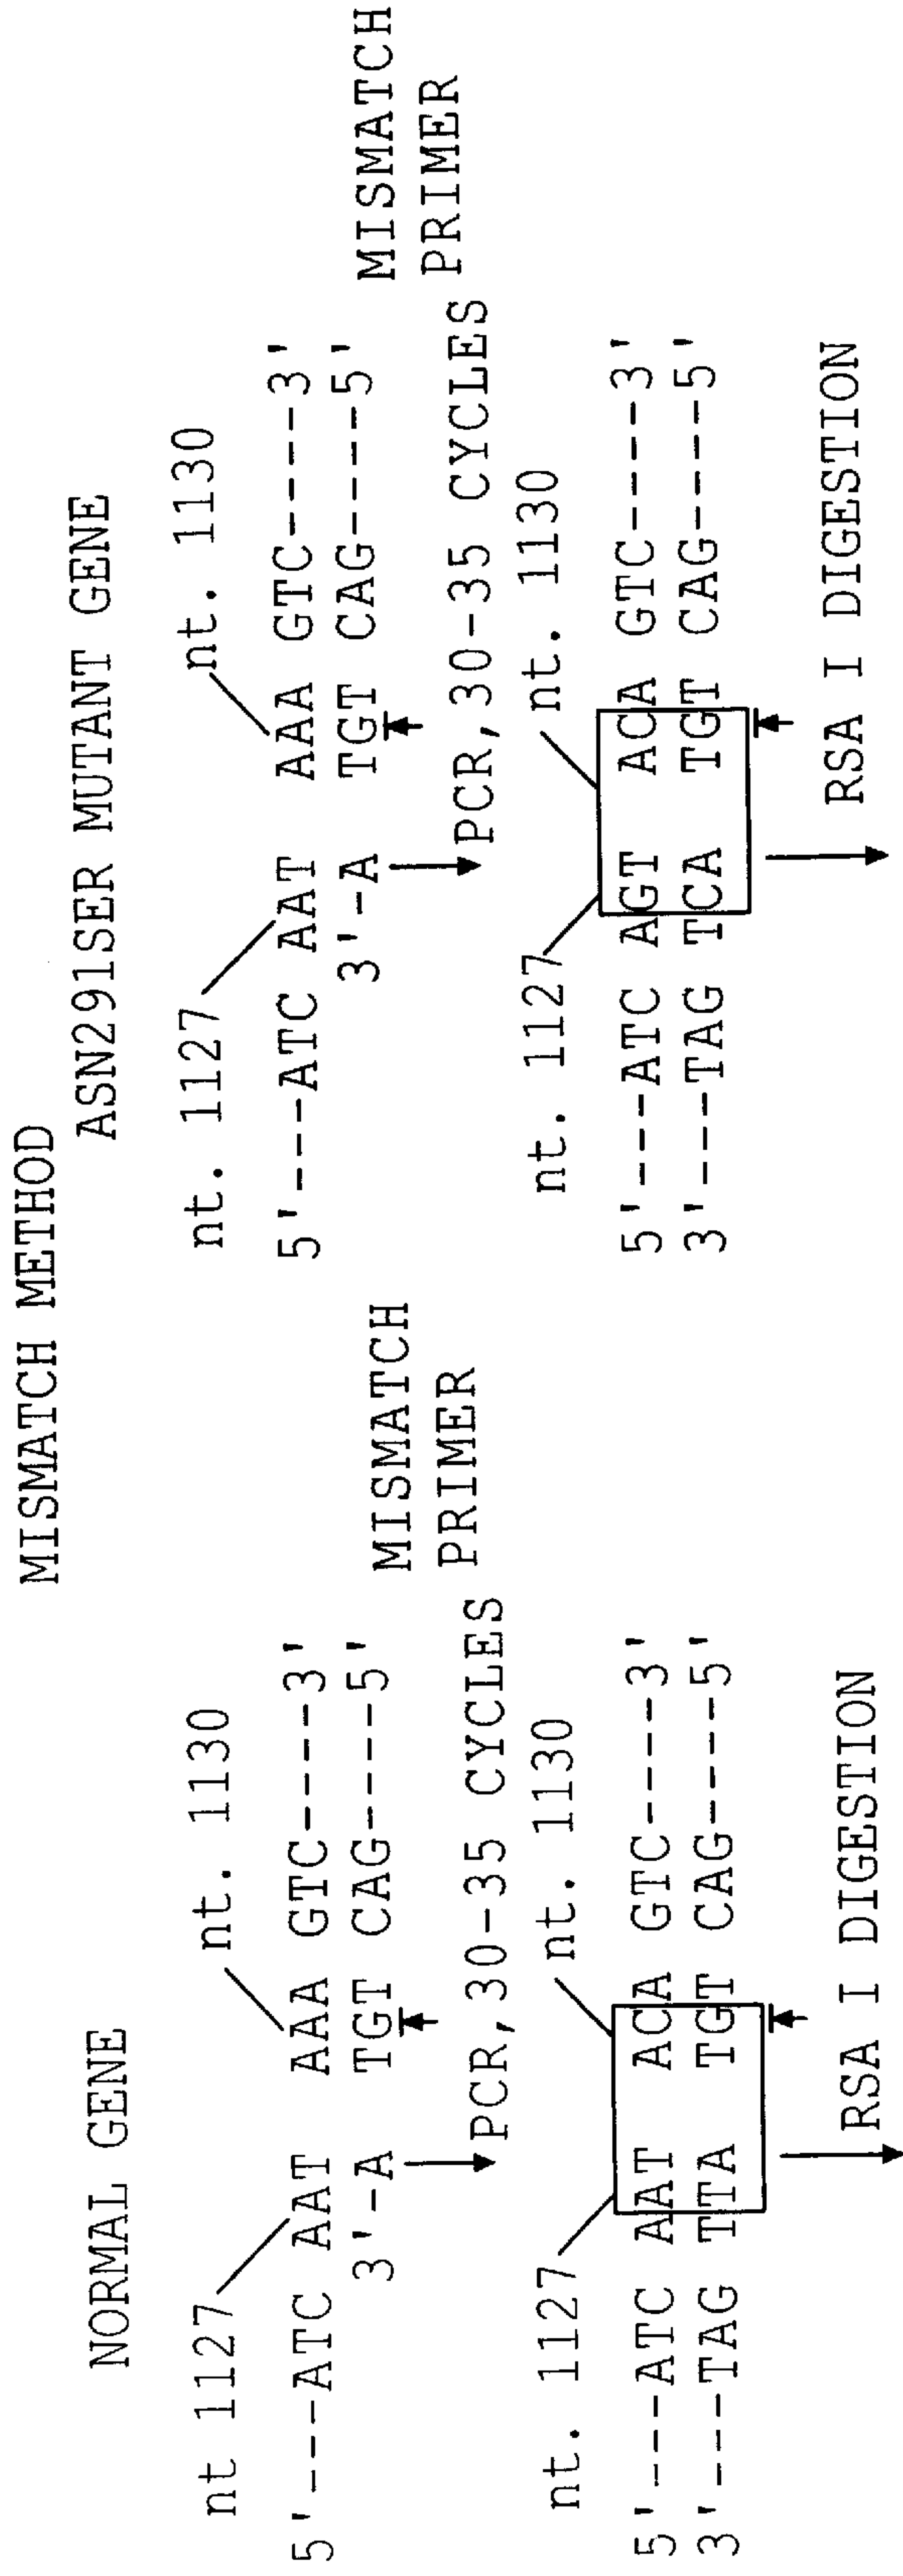 MISMATCH METHOD
NORMAL GENE
nt 1127
nt. 1130
5'---ATC AAT AAA GTC----3'
3'-A TGT CAG----5'
MISMATCH
PRIMER
PCR,30-35 CYCLES
nt. 1127
nt. 1130
5'---ATC AAT ACA GTC----3'
3'---TAG TTA TGT CAG----5'
RSA I DIGESTION
ASN291SER MUTANT GENE
nt. 1127
nt. 1130
5'---ATC AAT AAA GTC----3'
3'-A TGT CAG----5'
MISMATCH
PRIMER
PCR,30-35 CYCLES
nt. 1127
nt. 1130
5'---ATC AGT ACA GTC----3'
3'---TAG TCA TGT CAG----5'
RSA I DIGESTION